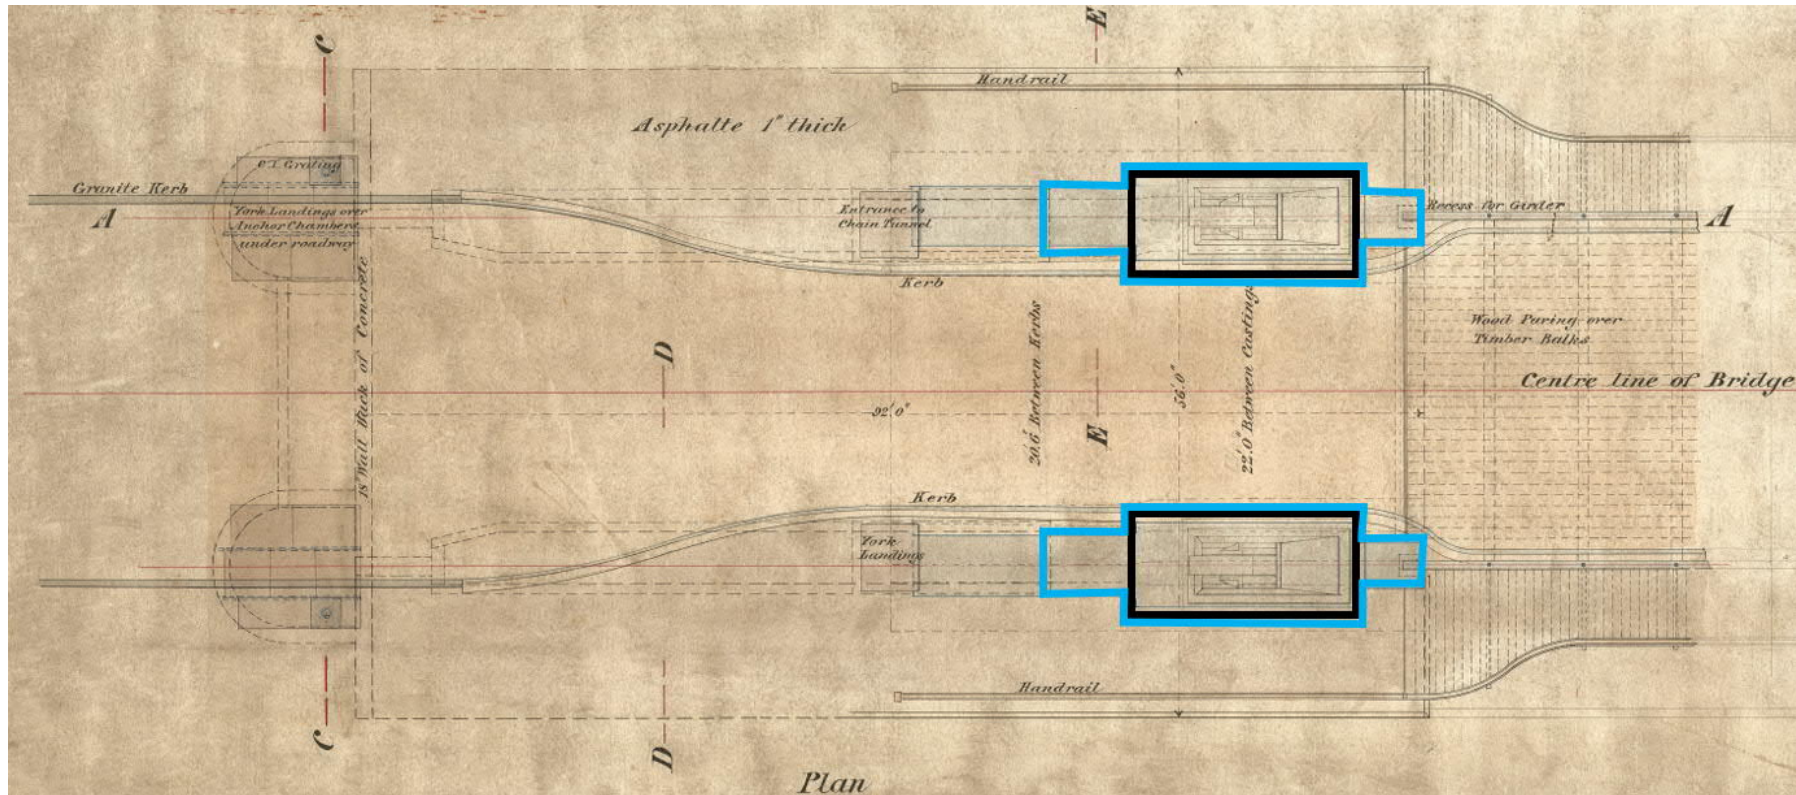 E
C
Handrail
Asphalte 1" thick
C.I. Grating
Granite Kerb
A
York Landings over
Anchor Chambers
under roadway
Entrance to
Chain Tunnel
Recess for Girder
A
Kerb
18" Wall Back of Concrete
20'.6" Between Kerbs
22'.0" Between Castings
Wood Paving over
Timber Balks
D
Centre line of Bridge
92'.0"
56'.0"
E
Kerb
York
Landings
Handrail
C
D
Plan